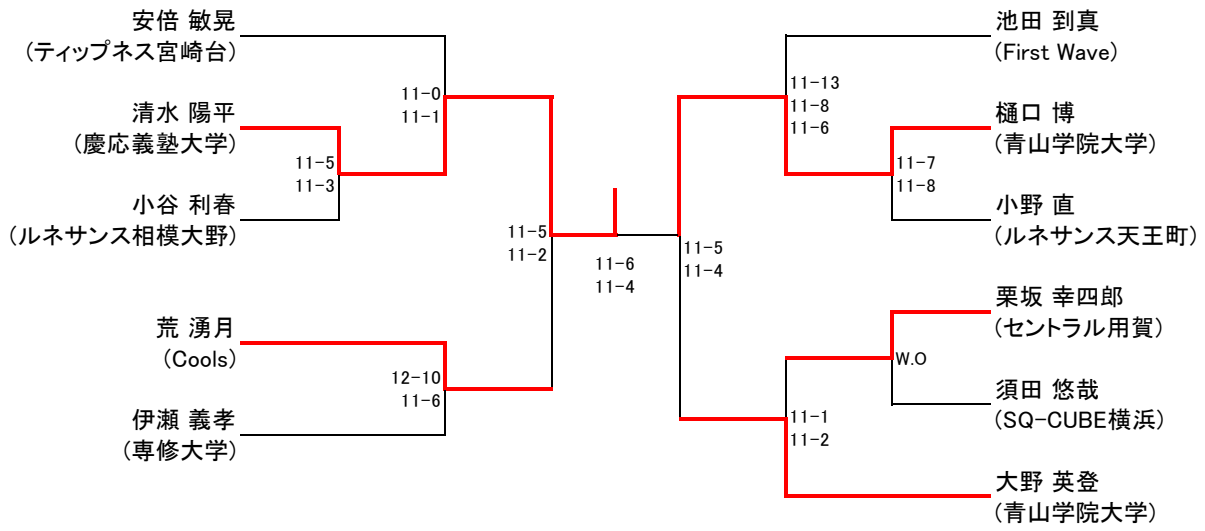 安倍 敏晃
(ティップネス宮崎台)
11-0
11-1
清水 陽平
(慶応義塾大学)
11-5
11-3
小谷 利春
(ルネサンス相模大野)
11-5
11-2
荒 湧月
(Cools)
12-10
11-6
伊瀬 義孝
(専修大学)
11-6
11-4
池田 到真
(First Wave)
11-13
11-8
11-6
樋口 博
(青山学院大学)
11-7
11-8
小野 直
(ルネサンス天王町)
11-5
11-4
栗坂 幸四郎
(セントラル用賀)
W.O
須田 悠哉
(SQ-CUBE横浜)
11-1
11-2
大野 英登
(青山学院大学)